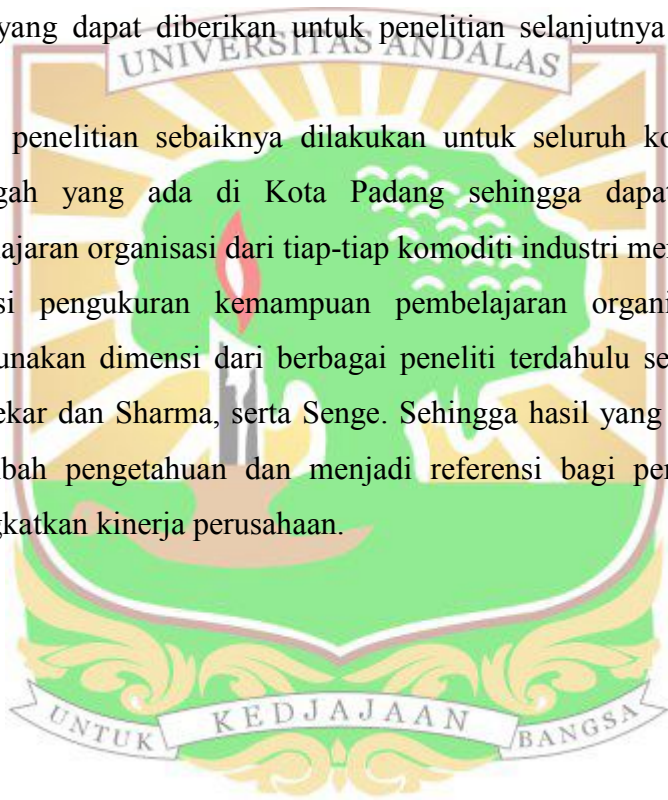 yang dapat diberikan untuk penelitian selanjutnya
UNIVERSITAS ANDALAS
penelitian sebaiknya dilakukan untuk seluruh ko
gah yang ada di Kota Padang sehingga dapat
ajaran organisasi dari tiap-tiap komoditi industri me
si pengukuran kemampuan pembelajaran organi
unakan dimensi dari berbagai peneliti terdahulu se
ekar dan Sharma, serta Senge. Sehingga hasil yang
bah pengetahuan dan menjadi referensi bagi per
gkatkan kinerja perusahaan.
UNTUK KEDJAJAAN BANGSA